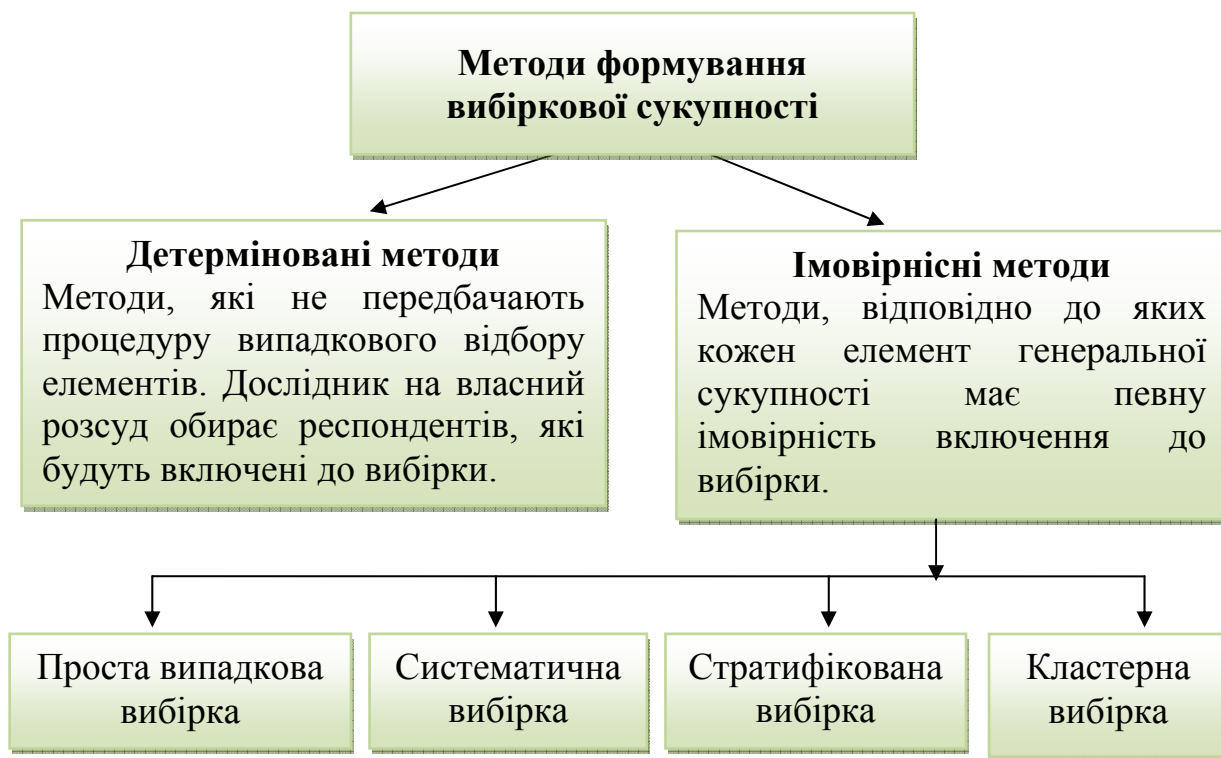 Методи формування
вибіркової сукупності
Детерміновані методи
Методи, які не передбачають
процедуру випадкового відбору
елементів. Дослідник на власний
розсуд обирає респондентів, які
будуть включені до вибірки.
Імовірнісні методи
Методи, відповідно до яких
кожен елемент генеральної
сукупності має певну
імовірність включення до
вибірки.
Проста випадкова
вибірка
Систематична
вибірка
Стратифікована
вибірка
Кластерна
вибірка